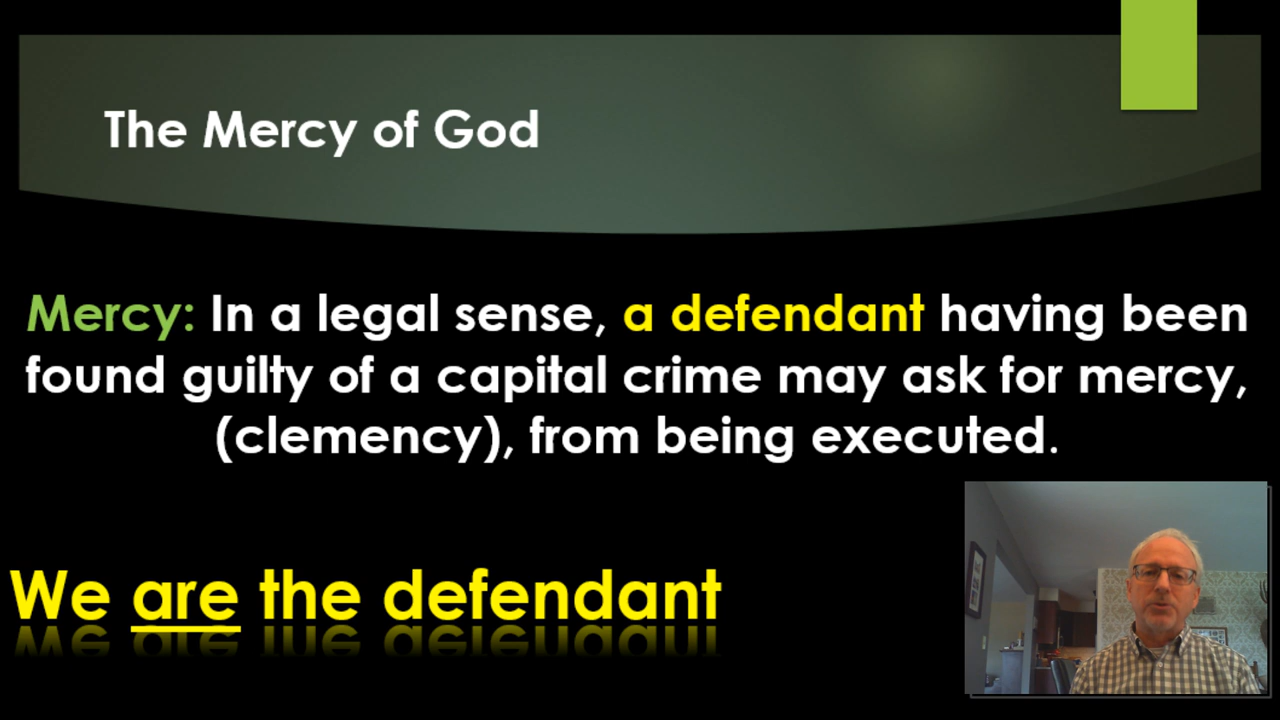 The Mercy of God
Mercy: In a legal sense, a defendant having been
found guilty of a capital crime may ask for mercy,
(clemency), from being executed.
We are the defendant